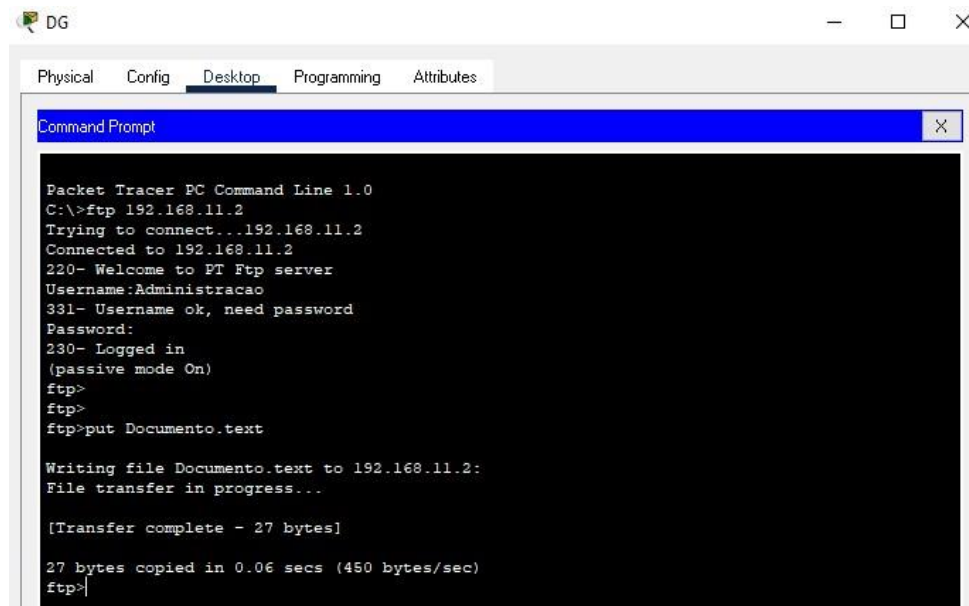 DG
Physical Config Desktop Programming Attributes
Command Prompt
X
Packet Tracer PC Command Line 1.0
C:\>ftp 192.168.11.2
Trying to connect...192.168.11.2
Connected to 192.168.11.2
220- Welcome to PT Ftp server
Username:Administracao
331- Username ok, need password
Password:
230- Logged in
(passive mode On)
ftp>
ftp>
ftp>put Documento.text
Writing file Documento.text to 192.168.11.2:
File transfer in progress...
[Transfer complete - 27 bytes]
27 bytes copied in 0.06 secs (450 bytes/sec)
ftp>